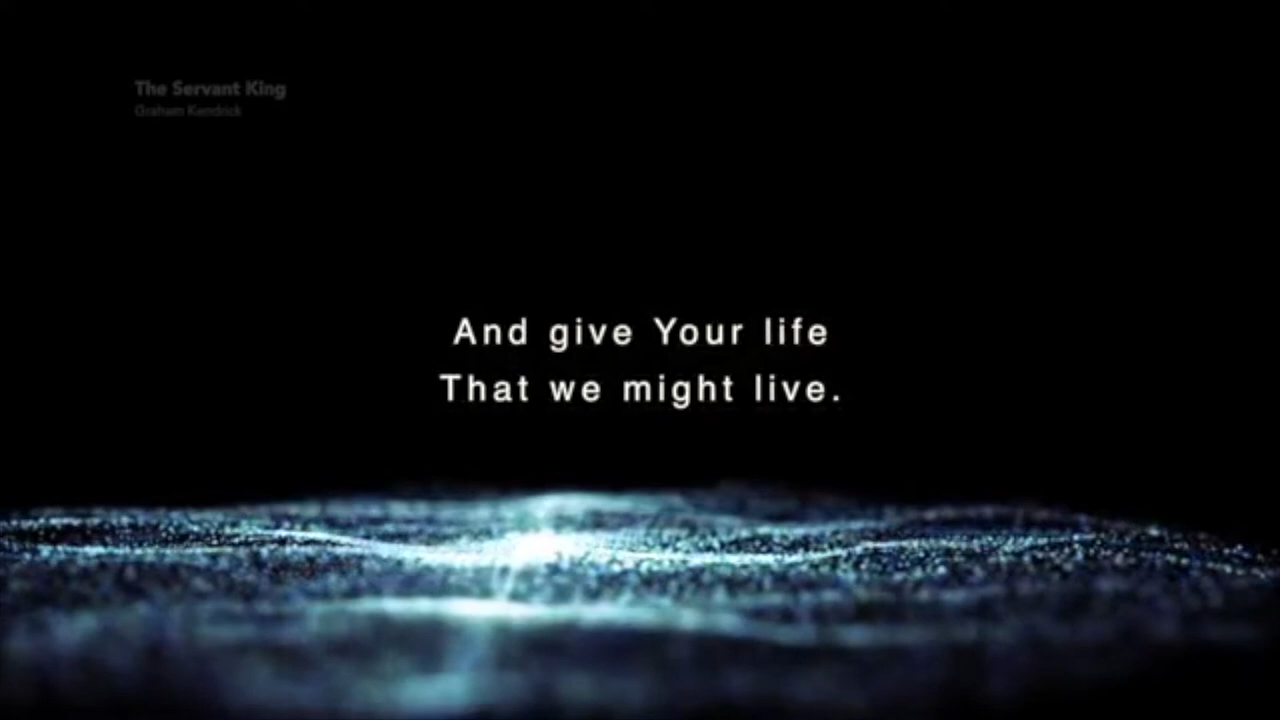 The Servant King
Graham Kendrick
And give Your life
That we might live.